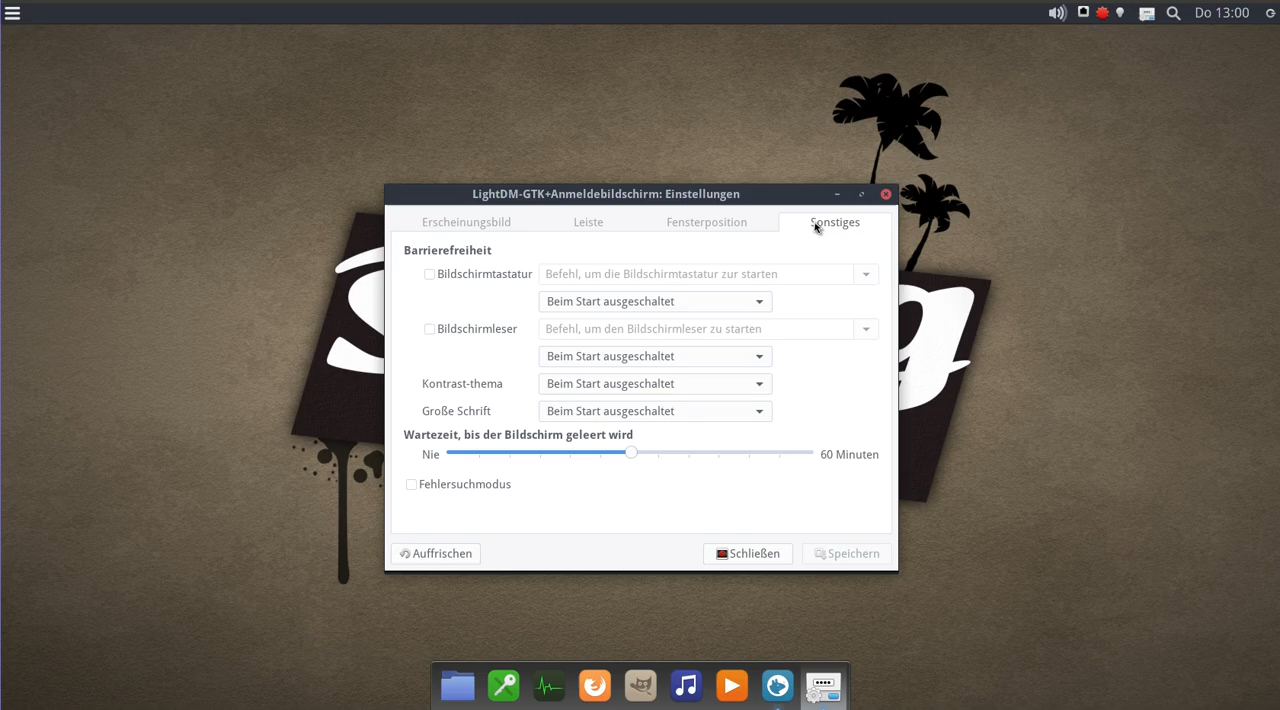 Do 13:00
LightDM-GTK+Anmeldebildschirm: Einstellungen
Erscheinungsbild Leiste Fensterposition Sonstiges
Barrierefreiheit
Bildschirmtastatur Befehl, um die Bildschirmtastatur zur starten
Beim Start ausgeschaltet
Bildschirmleser Befehl, um den Bildschirmleser zu starten
Beim Start ausgeschaltet
Kontrast-thema Beim Start ausgeschaltet
Große Schrift Beim Start ausgeschaltet
Wartezeit, bis der Bildschirm geleert wird
Nie 60 Minuten
Fehlersuchmodus
Auffrischen Schließen Speichern